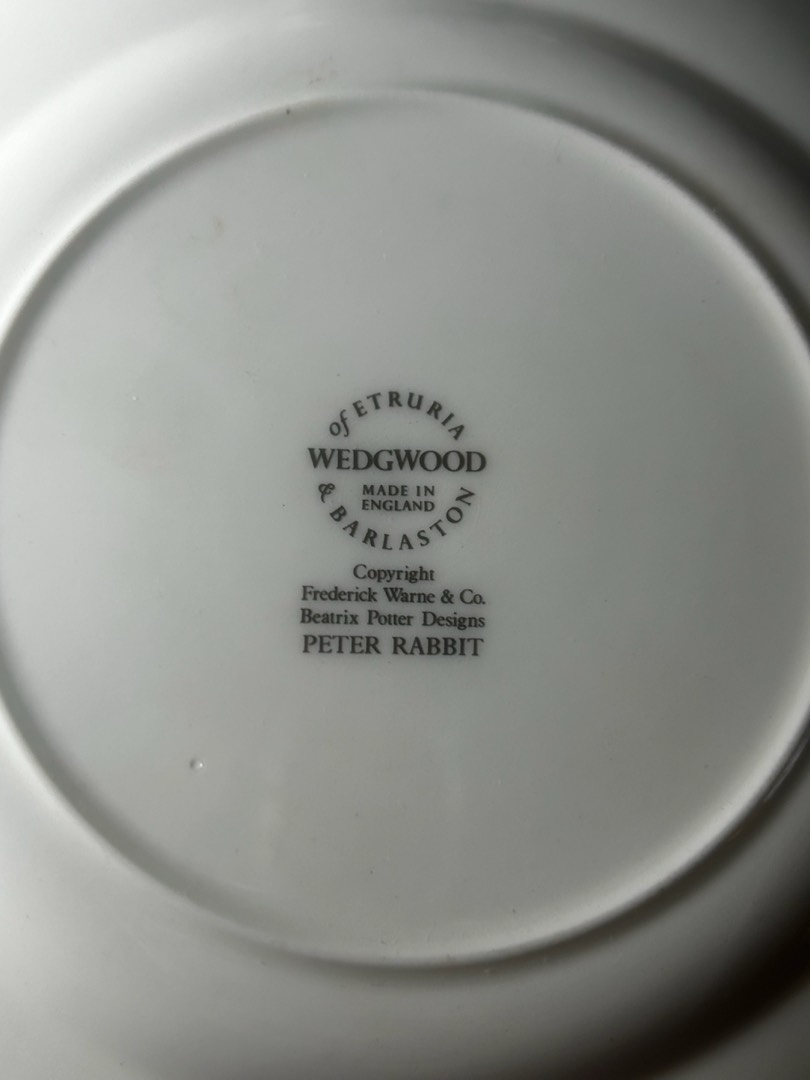 of ETRURIA
WEDGWOOD
MADE IN
ENGLAND
& BARLASTON
Copyright
Frederick Warne & Co.
Beatrix Potter Designs
PETER RABBIT